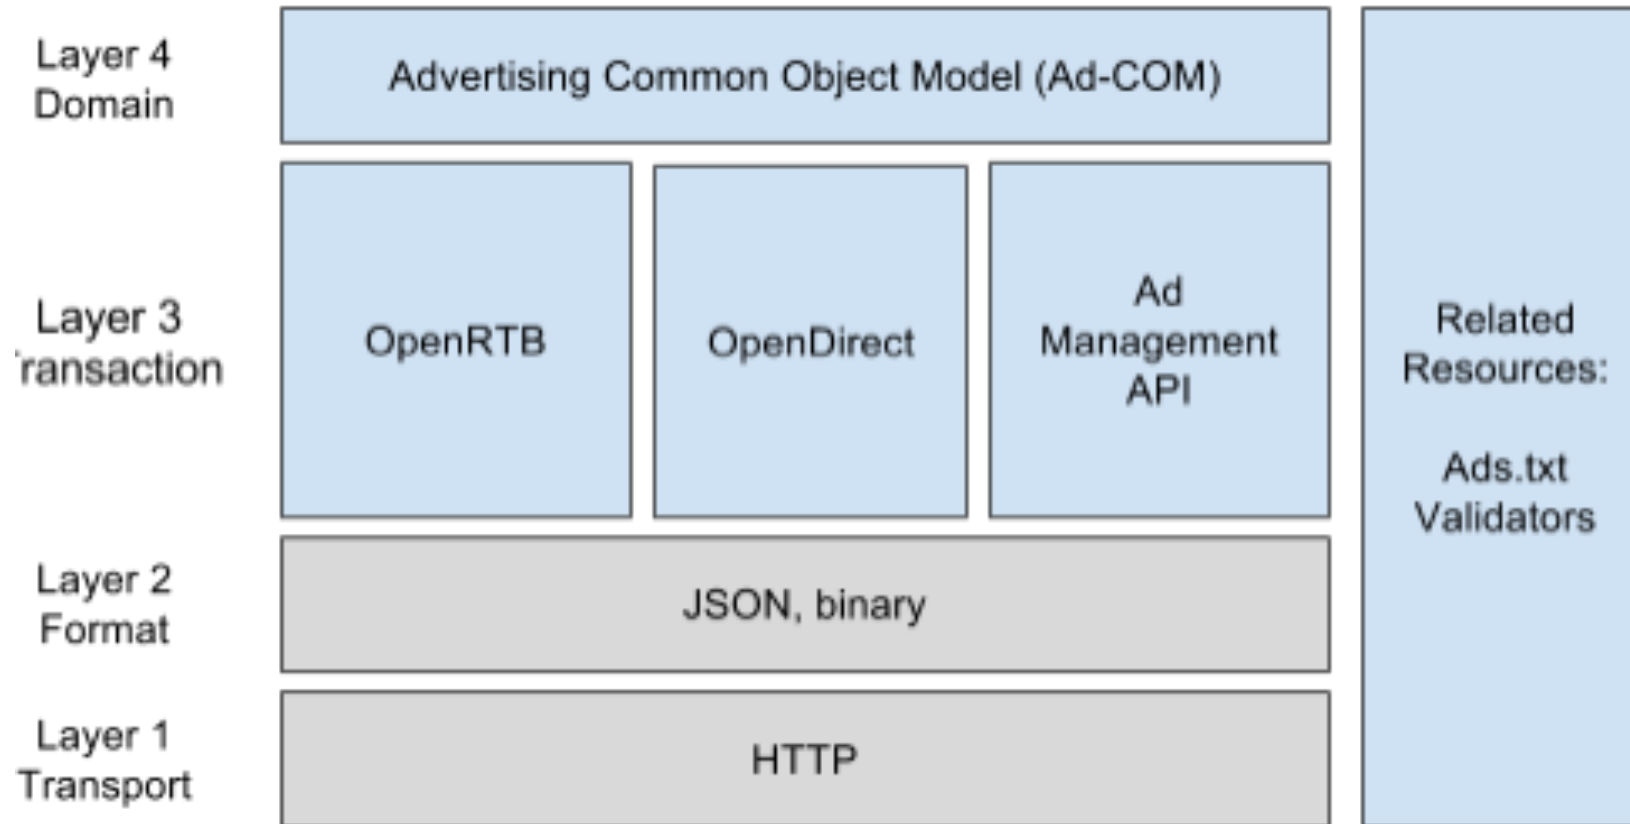 Layer 4
Domain
Advertising Common Object Model (Ad-COM)
Layer 3
ransaction
OpenRTB
OpenDirect
Ad
Management
API
Layer 2
Format
JSON, binary
Layer 1
Transport
HTTP
Related
Resources:
Ads.txt
Validators